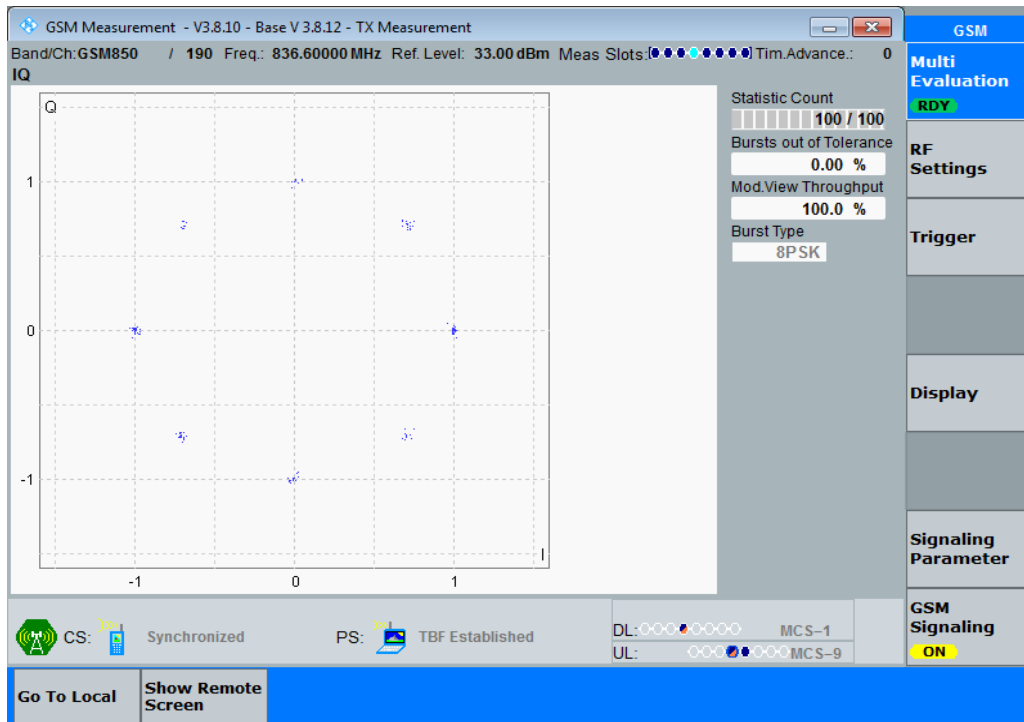 GSM Measurement - V3.8.10 - Base V 3.8.12 - TX Measurement
GSM
Band/Ch:GSM850 / 190 Freq.: 836.60000 MHz Ref. Level: 33.00 dBm Meas Slots: Tim.Advance.: 0
IQ
Q
1
0
-1
I
-1 0 1
Statistic Count
100 / 100
Bursts out of Tolerance
0.00 %
Mod.View Throughput
100.0 %
Burst Type
8PSK
Multi
Evaluation
RDY
RF
Settings
Trigger
Display
Signaling
Parameter
GSM
Signaling
ON
CS: Synchronized PS: TBF Established
DL: MCS-1
UL: MCS-9
Go To Local
Show Remote
Screen